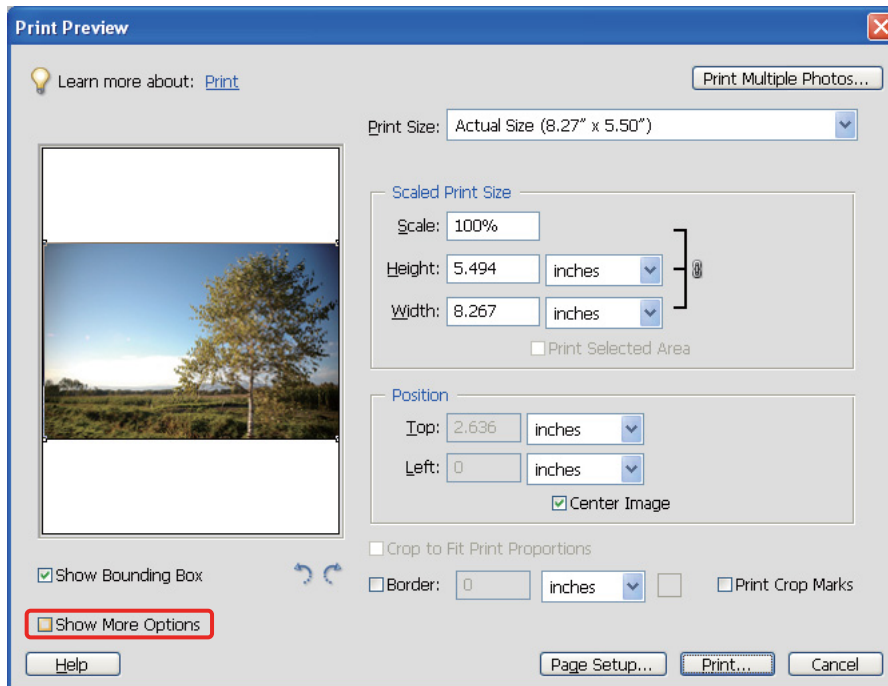 Print Preview
Learn more about: Print
Print Multiple Photos...
Print Size: Actual Size (8.27" x 5.50")
Scaled Print Size
Scale: 100%
Height: 5.494 inches
Width: 8.267 inches
Print Selected Area
Position
Top: 2.636 inches
Left: 0 inches
Center Image
Crop to Fit Print Proportions
Show Bounding Box
Border: 0 inches Print Crop Marks
Show More Options
Help Page Setup... Print... Cancel